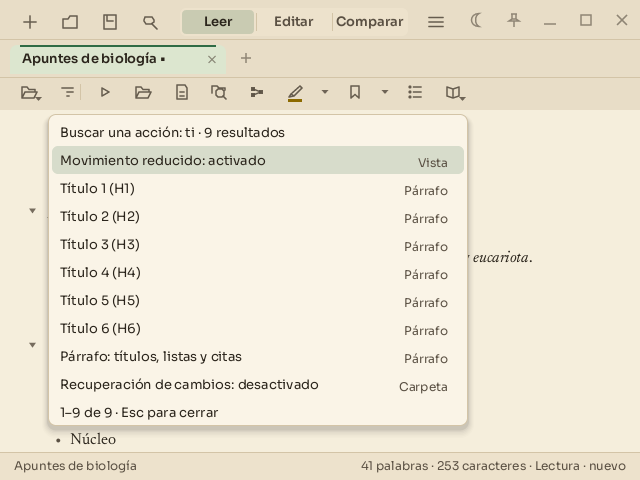 Leer Editar Comparar
Apuntes de biología •
Buscar una acción: ti · 9 resultados
Movimiento reducido: activado Vista
Título 1 (H1) Párrafo
Título 2 (H2) Párrafo
Título 3 (H3) Párrafo
y eucariota.
Título 4 (H4) Párrafo
Título 5 (H5) Párrafo
Título 6 (H6) Párrafo
Párrafo: títulos, listas y citas Párrafo
Recuperación de cambios: desactivado Carpeta
1–9 de 9 · Esc para cerrar
• Núcleo
Apuntes de biología 41 palabras · 253 caracteres · Lectura · nuevo